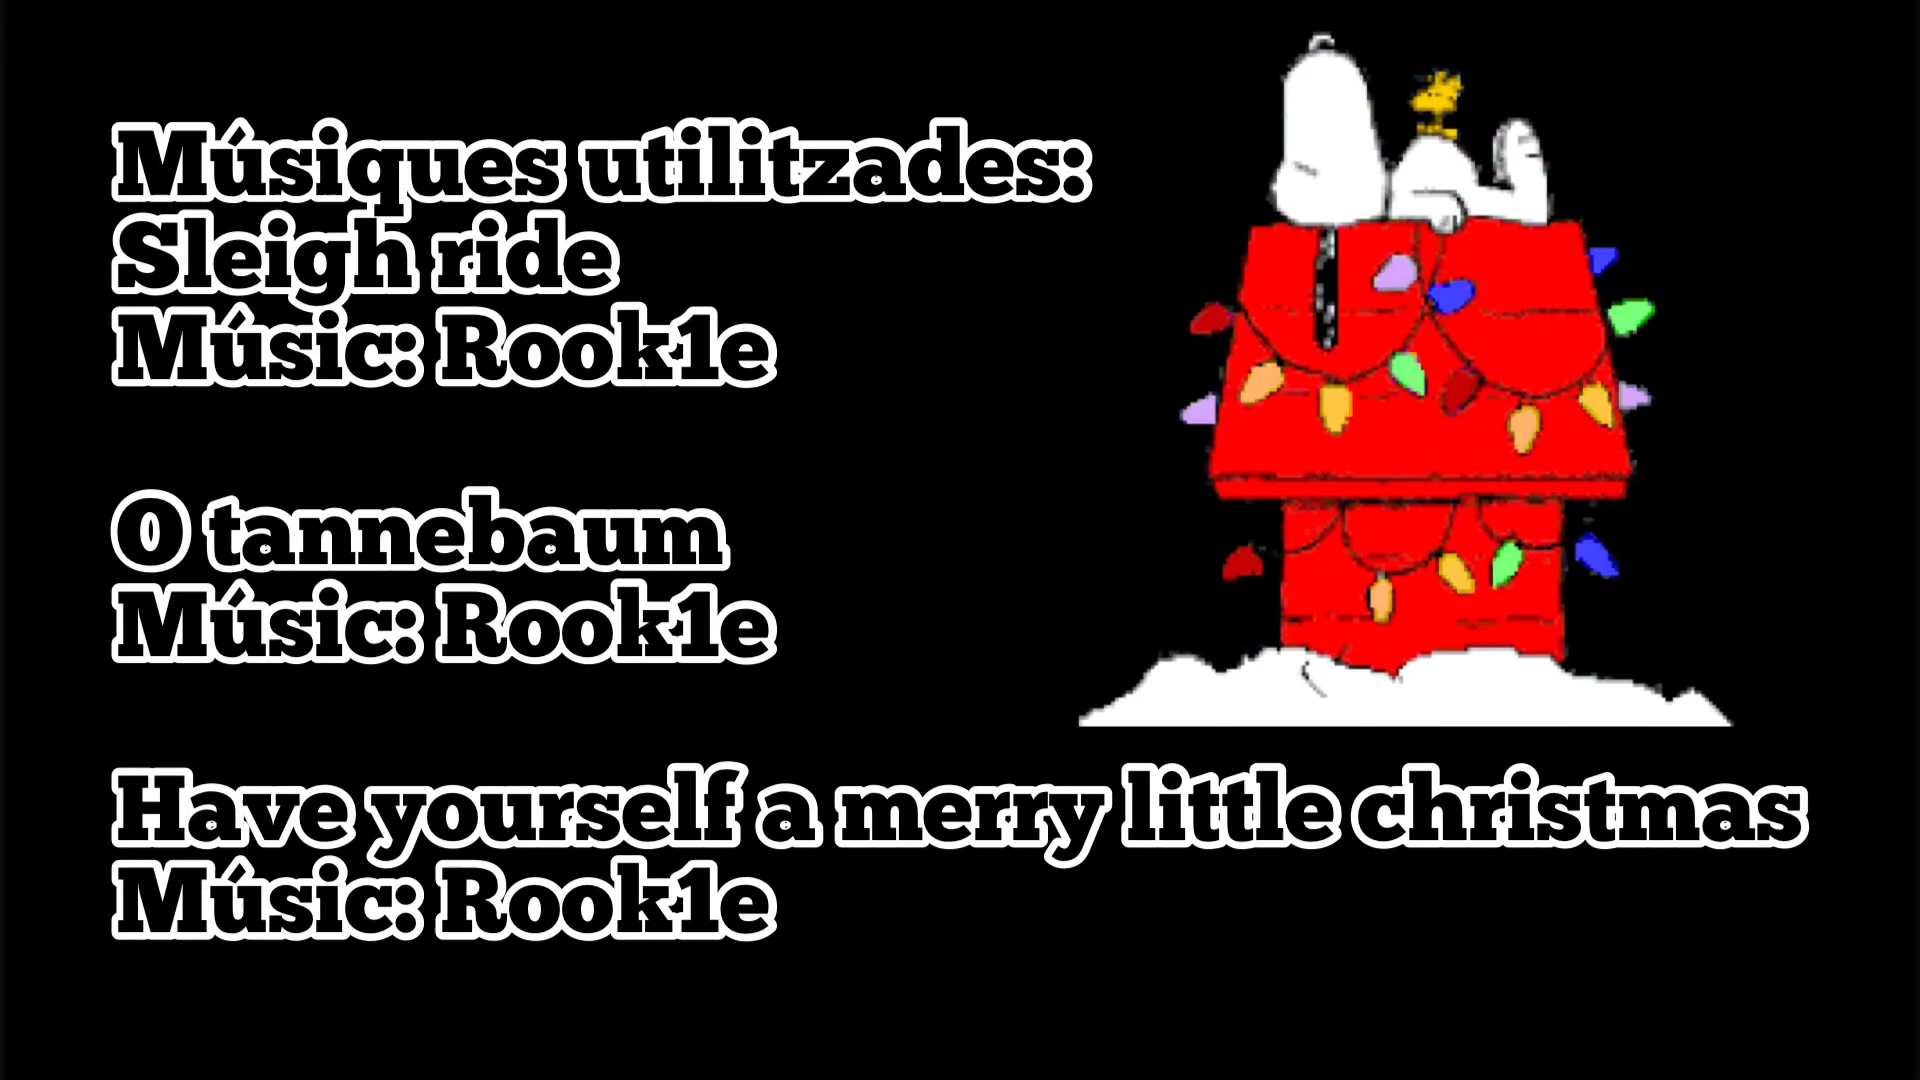 Músiques utilitzades:
Sleigh ride
Músic: Rook1e
O tannebaum
Músic: Rook1e
Have yourself a merry little christmas
Músic: Rook1e